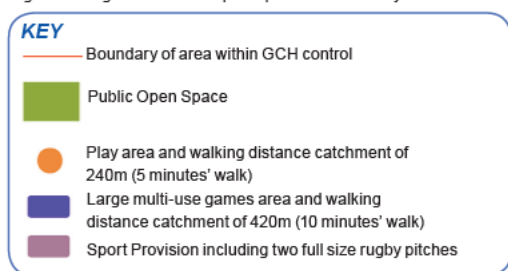 KEY
Boundary of area within GCH control
Public Open Space
Play area and walking distance catchment of
240m (5 minutes' walk)
Large multi-use games area and walking
distance catchment of 420m (10 minutes' walk)
Sport Provision including two full size rugby pitches